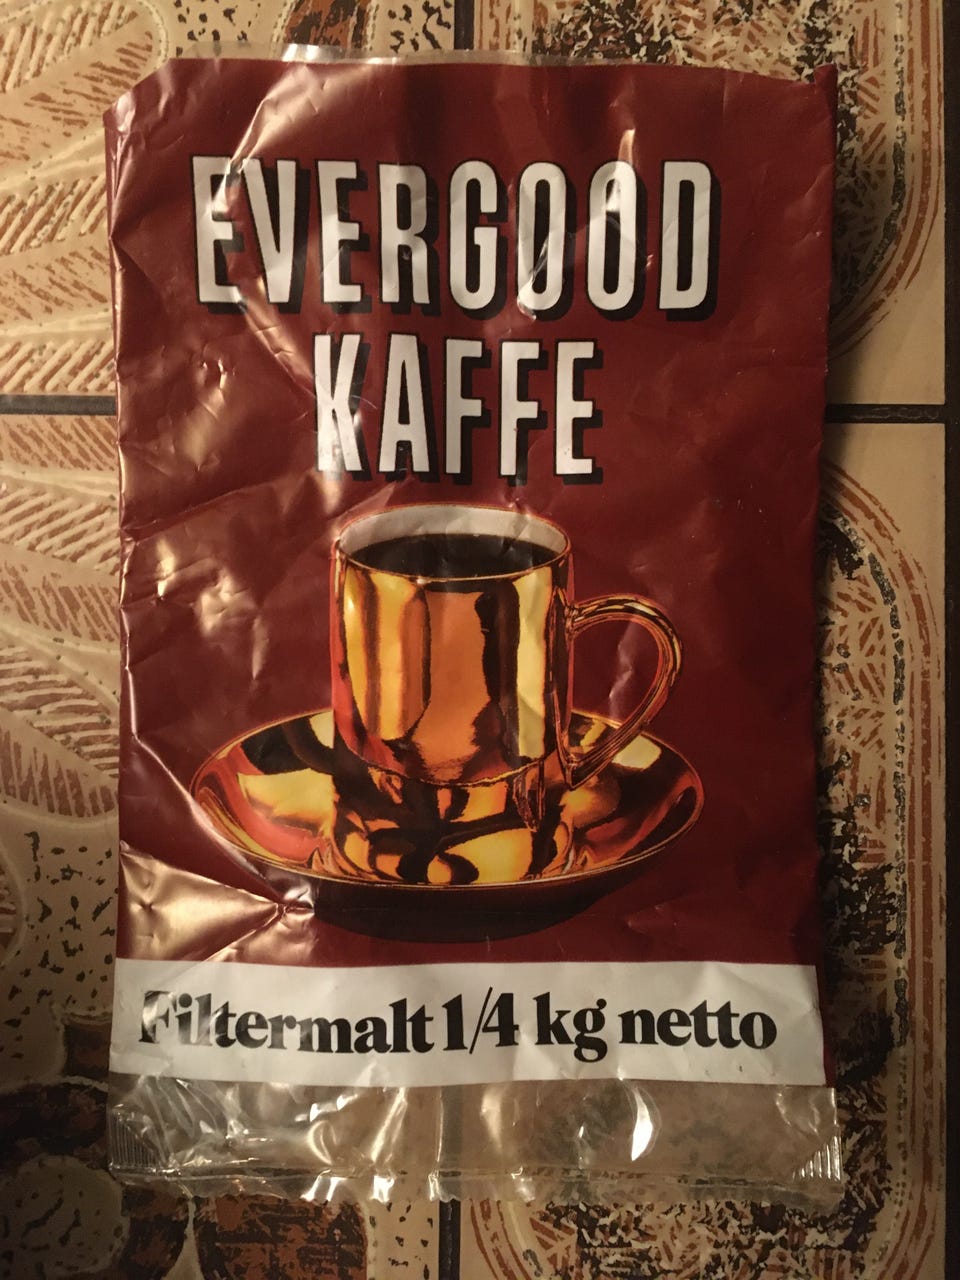 EVERGOOD
KAFFE
Filtermalt 1/4 kg netto